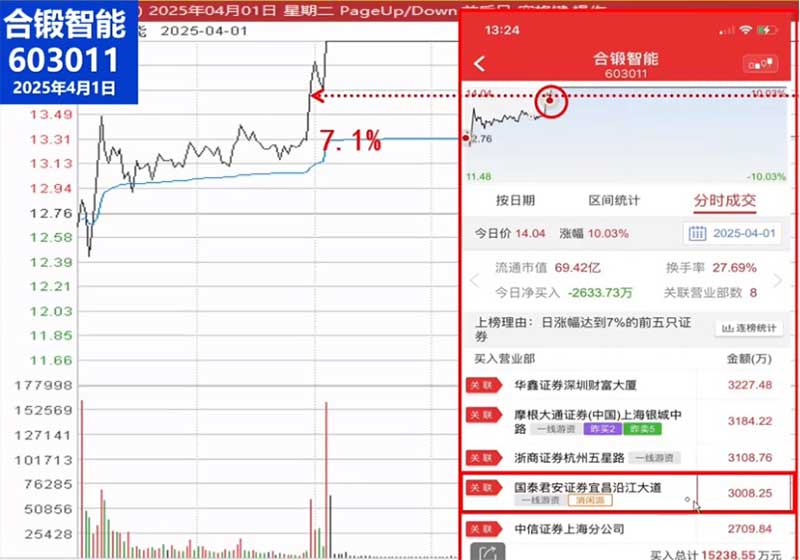 合锻智能
603011
2025年4月1日
2025年04月01日 星期二 PageUp/Down
2025-04-01
13.49
13.31
13.13
12.94
12.76
12.58
12.39
12.21
12.03
11.85
11.66
177998
152569
127141
101713
76285
50856
25428
7.1%
13:24
合锻智能
603011
14.04
10.03%
12.76
11.48
-10.03%
按日期
区间统计
分时成交
今日价 14.04 涨幅 10.03%
2025-04-01
流通市值 69.42亿
换手率 27.69%
今日净买入 -2633.73万
关联营业部数 8
上榜理由：日涨幅达到7%的前五只证
券
连榜统计
买入营业部
金额(万)
关联 华鑫证券深圳财富大厦 3227.48
关联 摩根大通证券(中国)上海银城中
路 一线游资 昨买2 昨卖5 3184.22
关联 浙商证券杭州五星路 一线游资 3108.76
关联 国泰君安证券宜昌沿江大道
一线游资 消闲派 3008.25
关联 中信证券上海分公司 2709.84
买入总计 15238.55万元